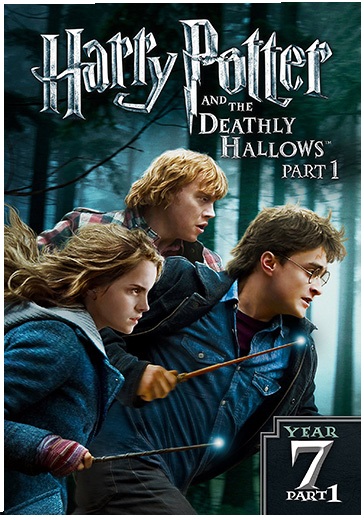 Harry Potter
AND THE
DEATHLY
HALLOWS™
PART 1
YEAR
7
PART 1